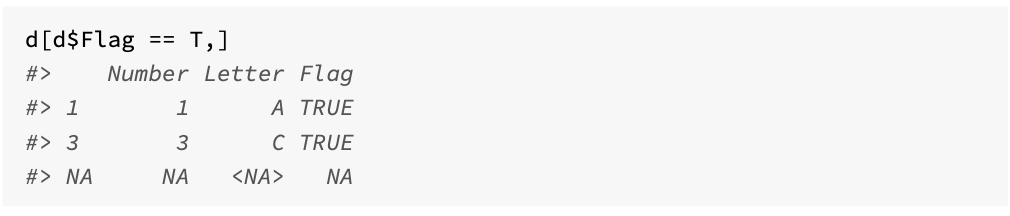 d[d$Flag == T,]
#>    Number Letter Flag
#> 1       1      A TRUE
#> 3       3      C TRUE
#> NA     NA   <NA>   NA